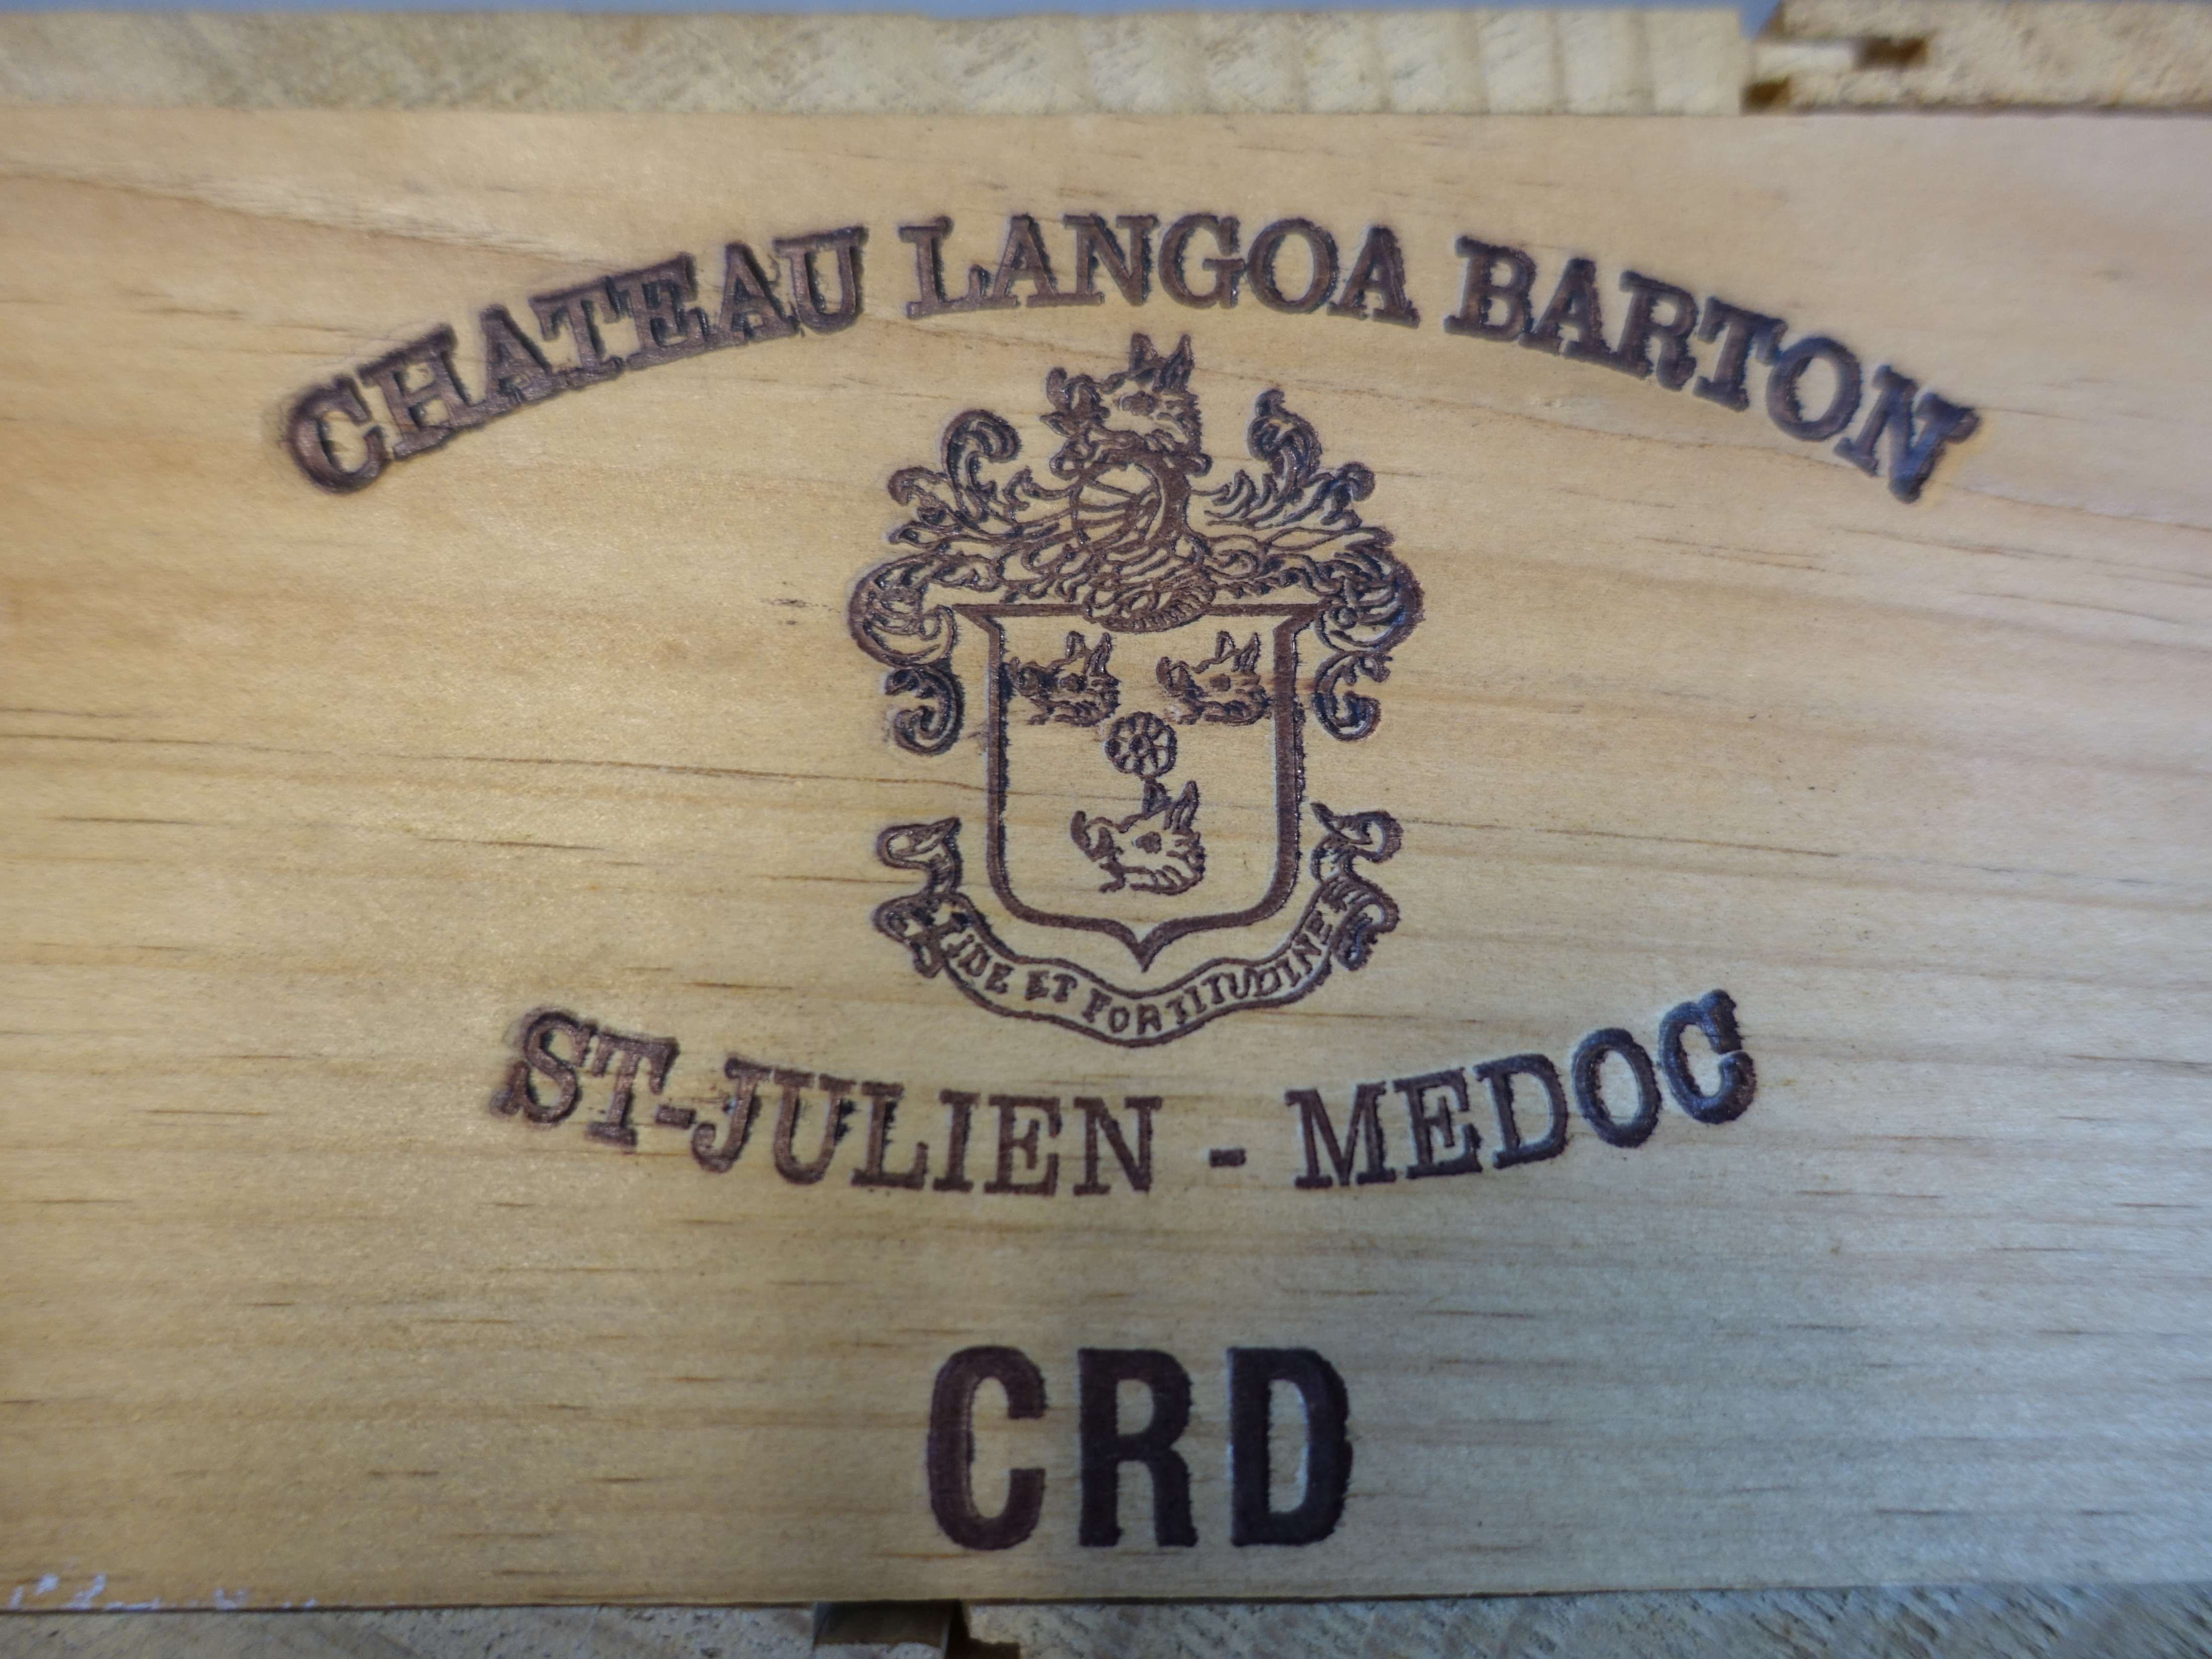 CHATEAU LANGOA BARTON
FIDE ET FORTITUDINE
ST-JULIEN - MEDOC
CRD